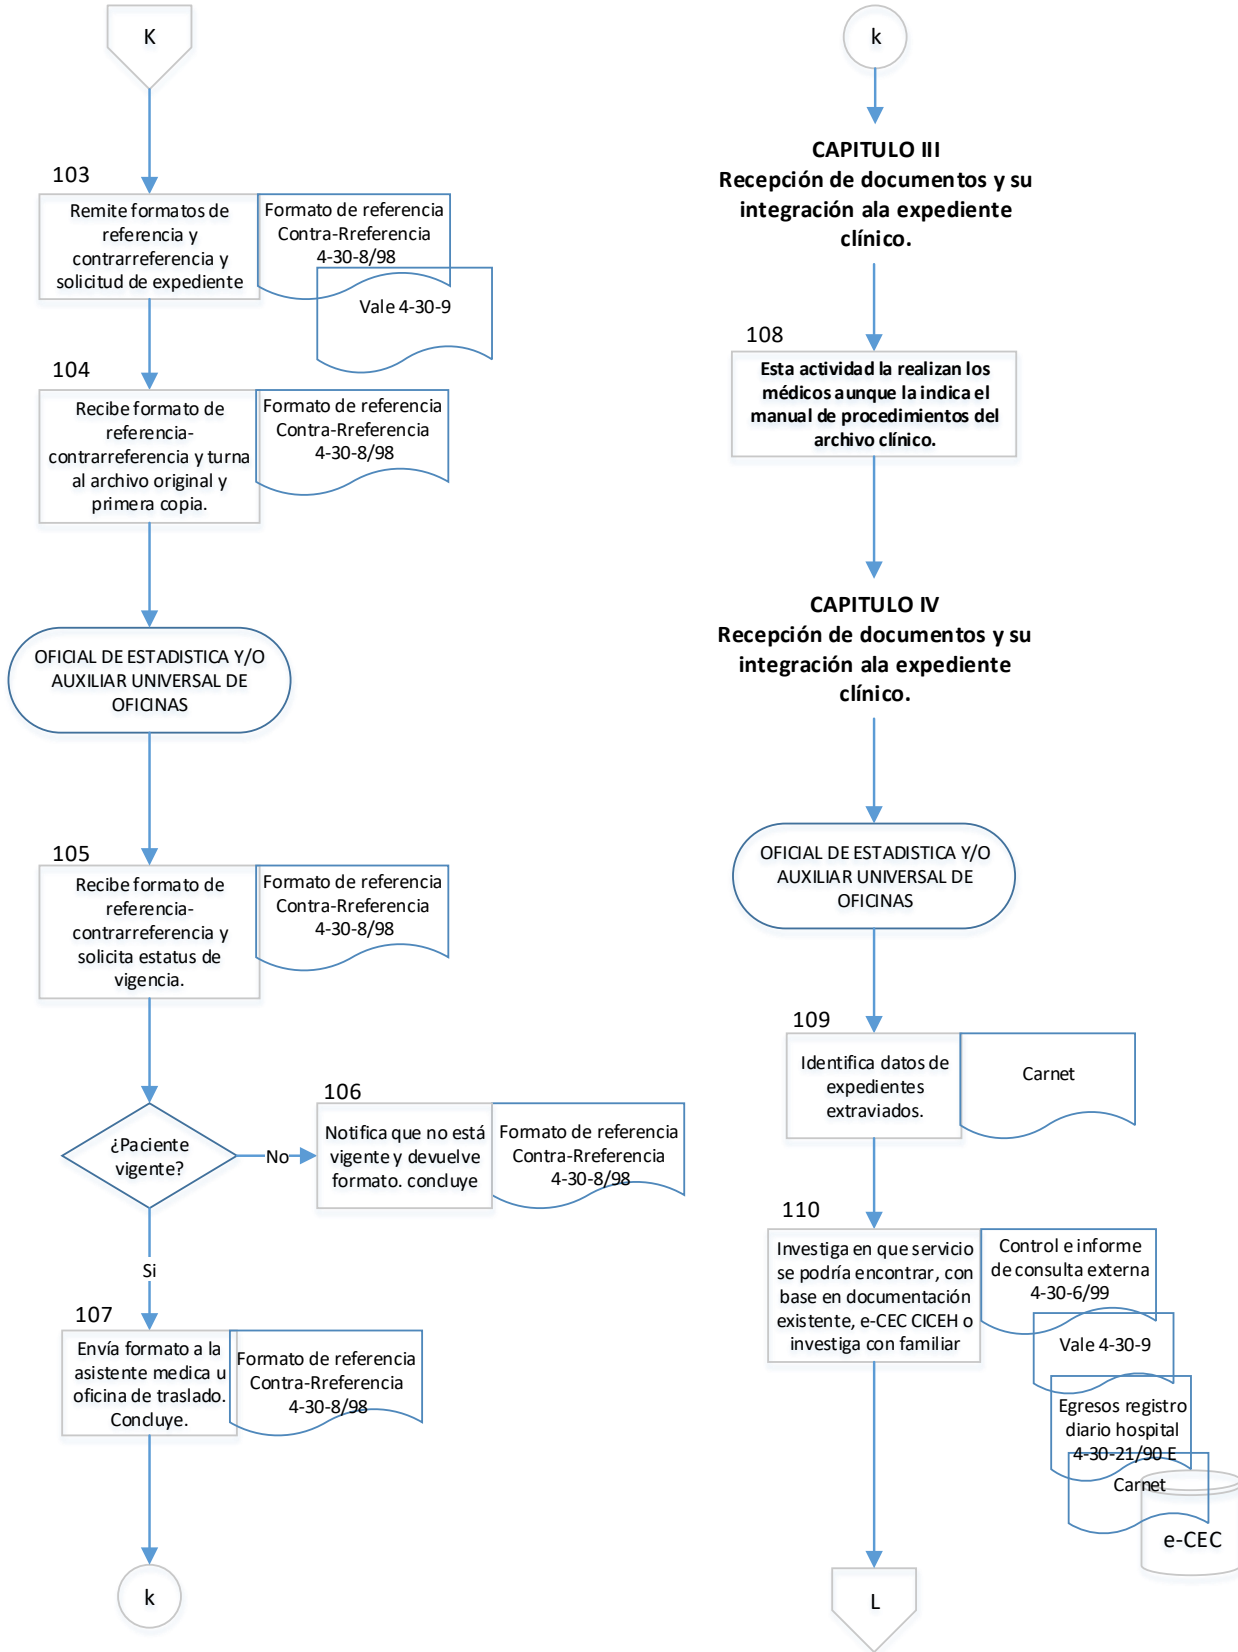 K
103
Remite formatos de
referencia y
contrarreferencia y
solicitud de expediente
Formato de referencia
Contra-Rreferencia
4-30-8/98
Vale 4-30-9
104
Recibe formato de
referencia-
contrarreferencia y turna
al archivo original y
primera copia.
Formato de referencia
Contra-Rreferencia
4-30-8/98
OFICIAL DE ESTADISTICA Y/O
AUXILIAR UNIVERSAL DE
OFICINAS
105
Recibe formato de
referencia-
contrarreferencia y
solicita estatus de
vigencia.
Formato de referencia
Contra-Rreferencia
4-30-8/98
¿Paciente
vigente?
No
106
Notifica que no está
vigente y devuelve
formato. concluye
Formato de referencia
Contra-Rreferencia
4-30-8/98
Si
107
Envía formato a la
asistente medica u
oficina de traslado.
Concluye.
Formato de referencia
Contra-Rreferencia
4-30-8/98
k
k
CAPITULO III
Recepción de documentos y su
integración ala expediente
clínico.
108
Esta actividad la realizan los
médicos aunque la indica el
manual de procedimientos del
archivo clínico.
CAPITULO IV
Recepción de documentos y su
integración ala expediente
clínico.
OFICIAL DE ESTADISTICA Y/O
AUXILIAR UNIVERSAL DE
OFICINAS
109
Identifica datos de
expedientes
extraviados.
Carnet
110
Investiga en que servicio
se podría encontrar, con
base en documentación
existente, e-CEC CICEH o
investiga con familiar
Control e informe
de consulta externa
4-30-6/99
Vale 4-30-9
Egresos registro
diario hospital
4-30-21/90 E
Carnet
e-CEC
L